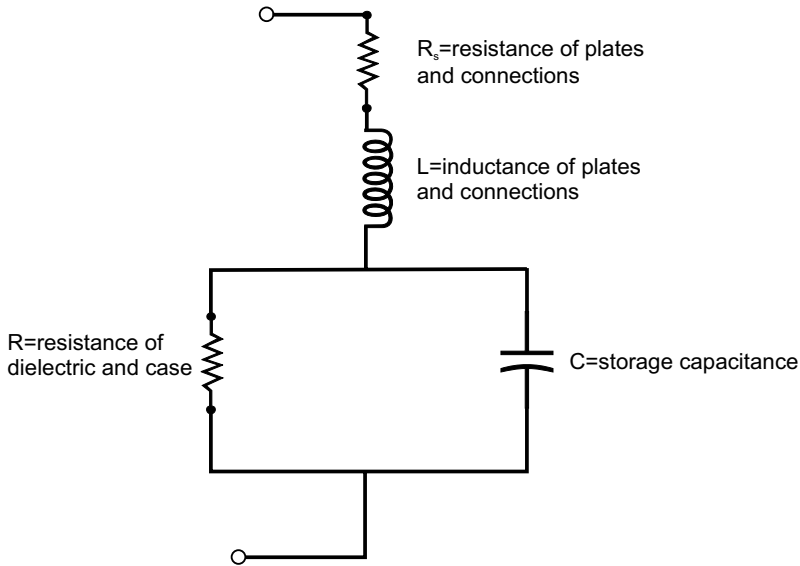 Rₛ=resistance of plates
and connections
L=inductance of plates
and connections
R=resistance of
dielectric and case
C=storage capacitance